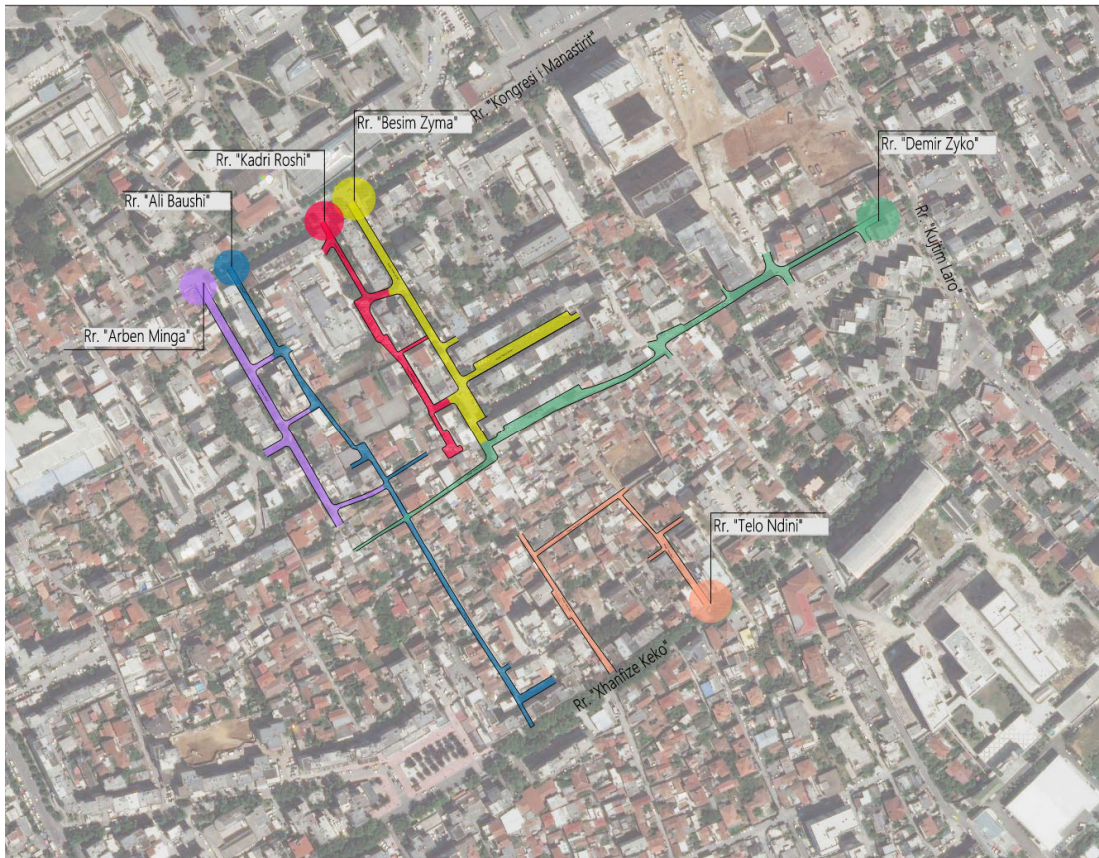 Rr. "Kongresi i Manastirit"
Rr. "Besim Zyma"
Rr. "Kadri Roshi"
Rr. "Demir Zyko"
Rr. "Ali Baushi"
Rr. "Kujtim Laro"
Rr. "Arben Minga"
Rr. "Telo Ndini"
Rr. "Xhanfize Keko"